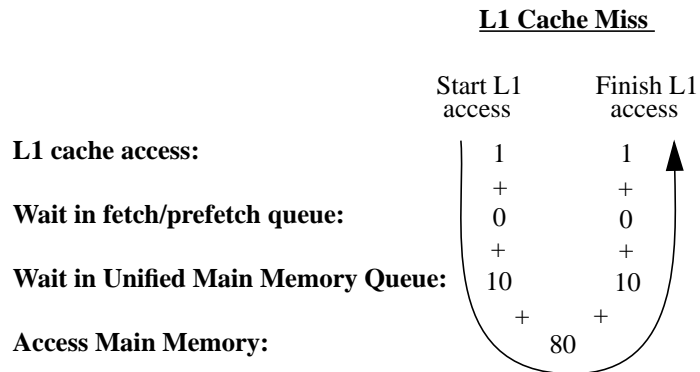 L1 Cache Miss
Start L1 Finish L1
access access
L1 cache access: 1 1
+ +
Wait in fetch/prefetch queue: 0 0
+ +
Wait in Unified Main Memory Queue: 10 10
+ +
Access Main Memory: 80